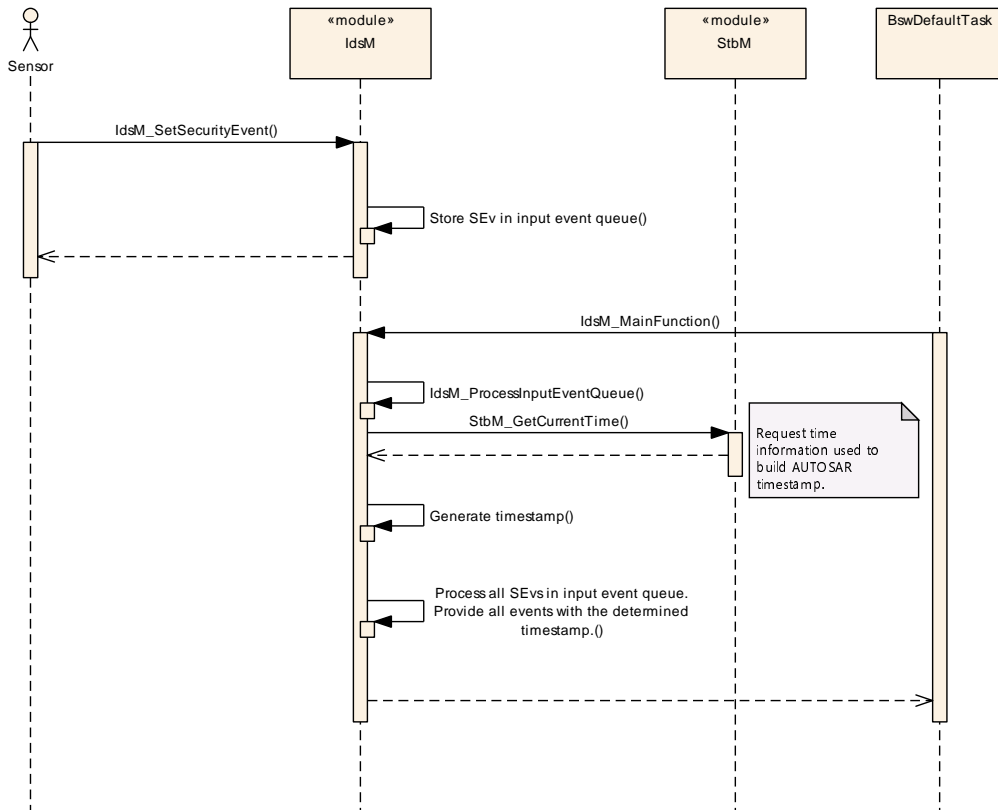 «module»
IdsM
«module»
StbM
BswDefaultTask
Sensor
IdsM_SetSecurityEvent()
Store SEv in input event queue()
IdsM_MainFunction()
IdsM_ProcessInputEventQueue()
StbM_GetCurrentTime()
Request time
information used to
build AUTOSAR
timestamp.
Generate timestamp()
Process all SEvs in input event queue.
Provide all events with the determined
timestamp.()